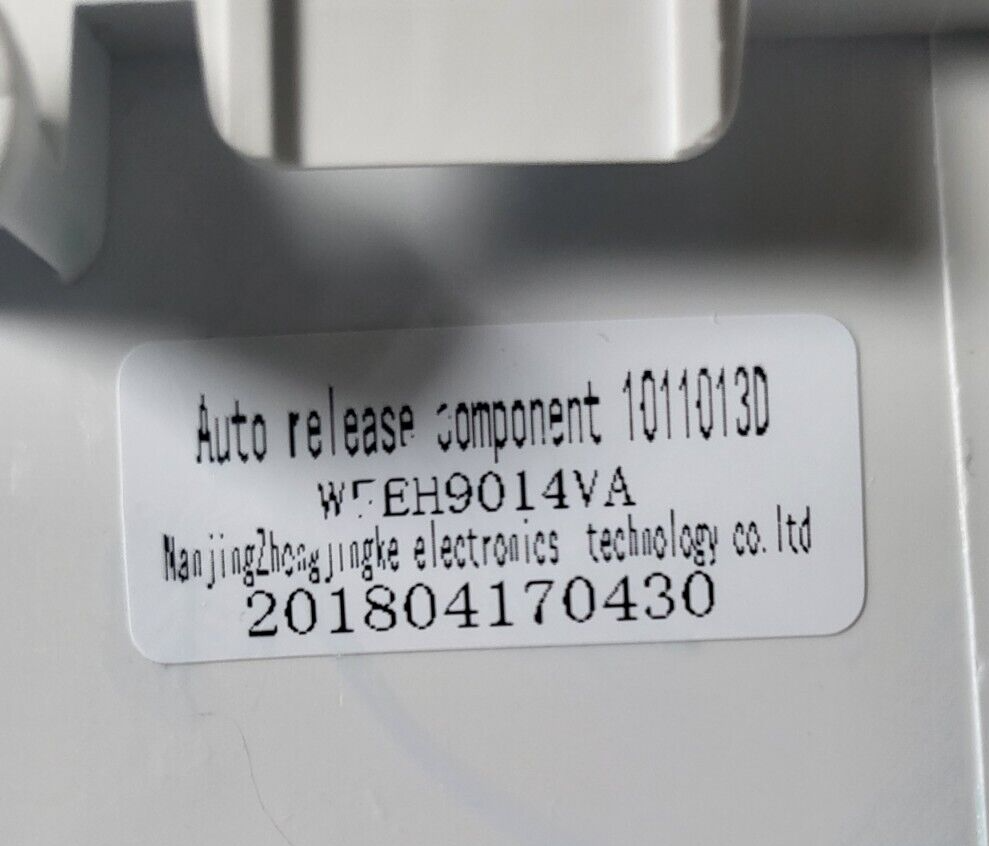 Auto release component 1011013D
NanjingZhongjingke electronics technology co.ltd
201804170430